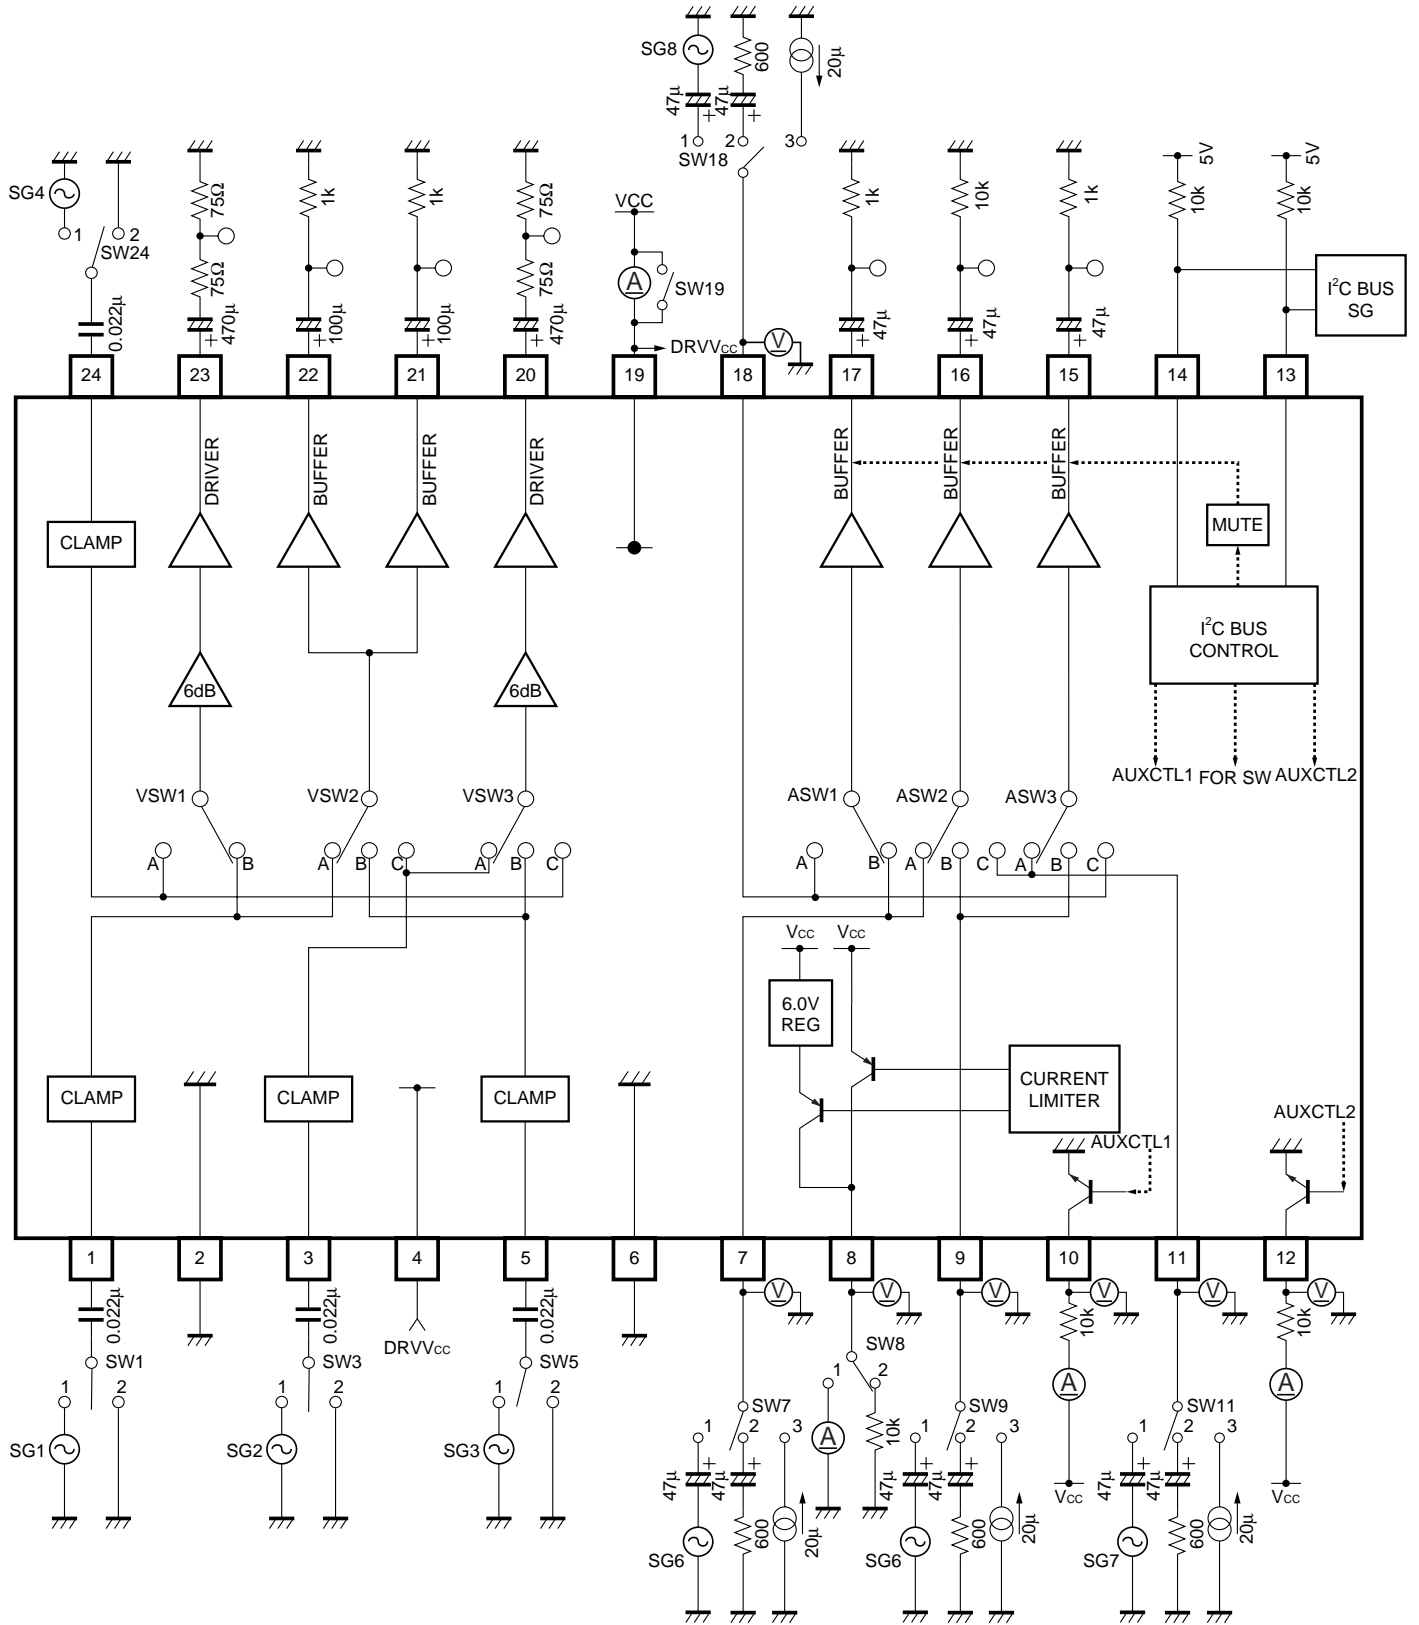 SG8
47μ
+
47μ
+
600
20μ
1
2
3
SW18
SG4
1
2
SW24
0.022μ
75Ω
75Ω
+
470μ
1k
+
100μ
1k
+
100μ
75Ω
75Ω
+
470μ
VCC
A
SW19
DRVVCC
V
1k
+
47μ
10k
+
47μ
1k
+
47μ
5V
10k
5V
10k
I²C BUS
SG
24
23
22
21
20
19
18
17
16
15
14
13
DRIVER
BUFFER
BUFFER
DRIVER
BUFFER
BUFFER
BUFFER
CLAMP
MUTE
I²C BUS
CONTROL
6dB
6dB
AUXCTL1
FOR SW
AUXCTL2
VSW1
VSW2
VSW3
ASW1
ASW2
ASW3
A
B
A
B
C
A
B
C
A
B
A
B
C
A
B
C
VCC
VCC
6.0V
REG
CURRENT
LIMITER
CLAMP
CLAMP
CLAMP
AUXCTL1
AUXCTL2
1
2
3
4
5
6
7
8
9
10
11
12
0.022μ
SW1
1
2
SG1
0.022μ
SW3
1
2
SG2
DRVVCC
0.022μ
SW5
1
2
SG3
V
SW7
1
2
3
+
47μ
+
47μ
SG6
600
20μ
V
SW8
1
2
A
10k
V
SW9
1
2
3
+
47μ
+
47μ
SG6
600
20μ
V
10k
A
VCC
V
SW11
1
2
3
+
47μ
+
47μ
SG7
600
20μ
V
10k
A
VCC